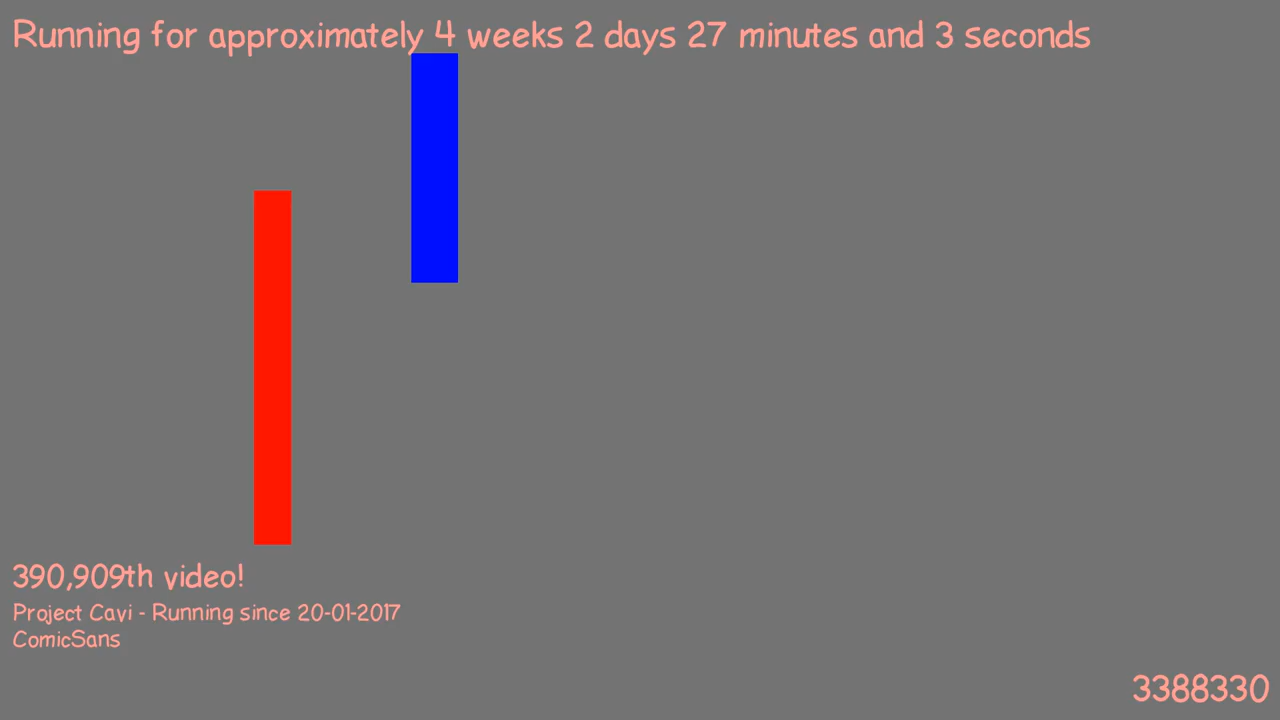 Running for approximately 4 weeks 2 days 27 minutes and 3 seconds
390,909th video!
Project Cavi - Running since 20-01-2017
ComicSans
3388330